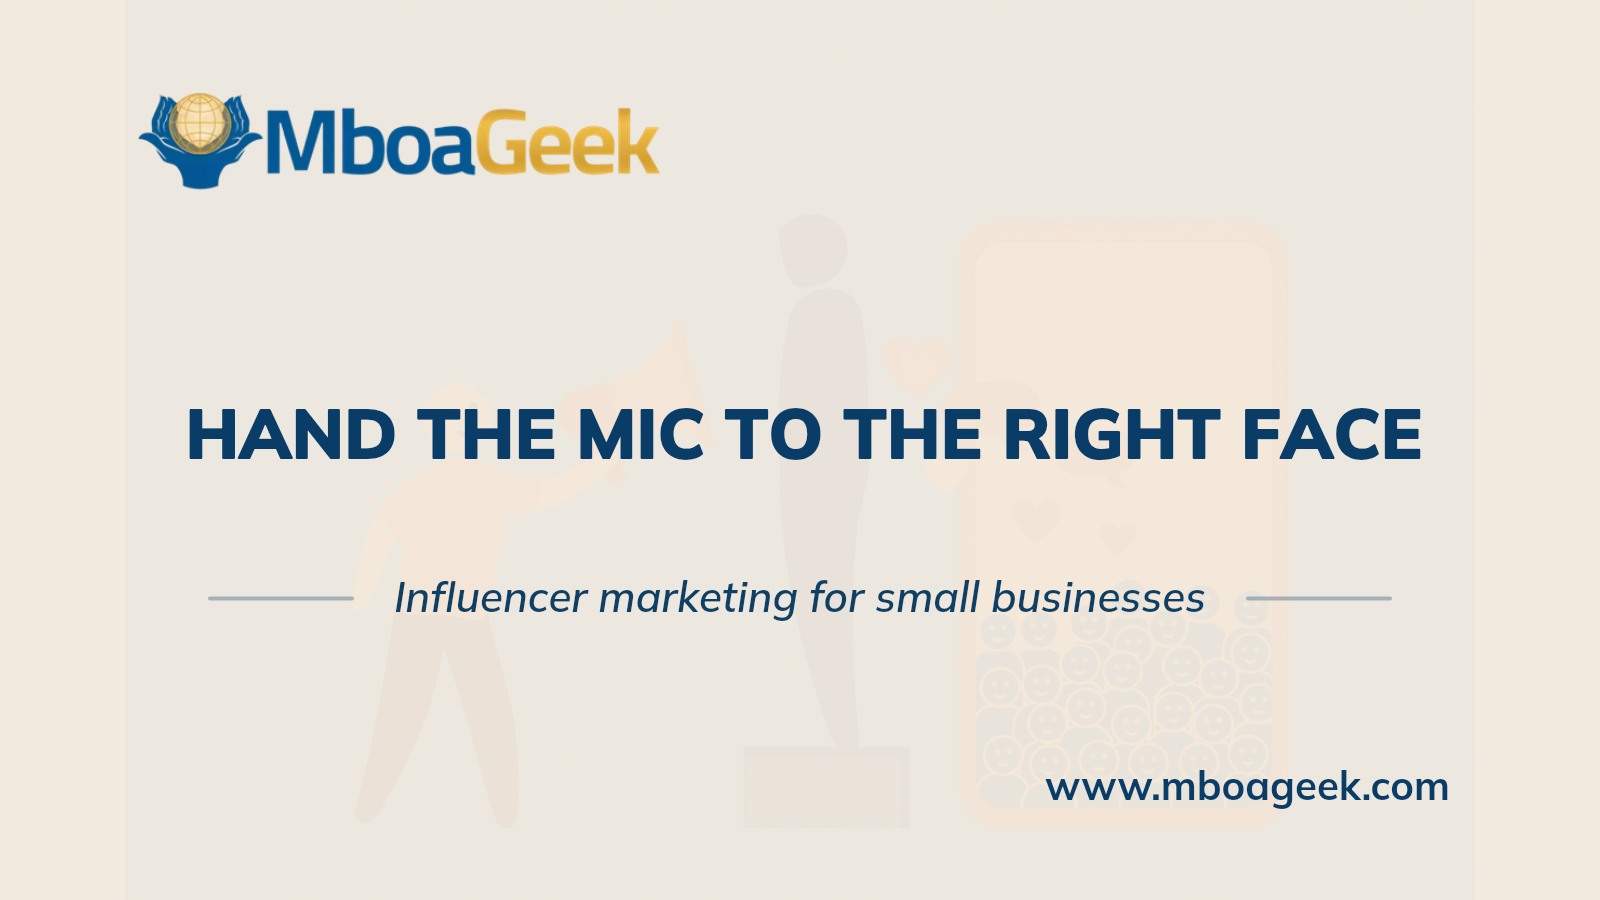 MboaGeek
HAND THE MIC TO THE RIGHT FACE
Influencer marketing for small businesses
www.mboageek.com